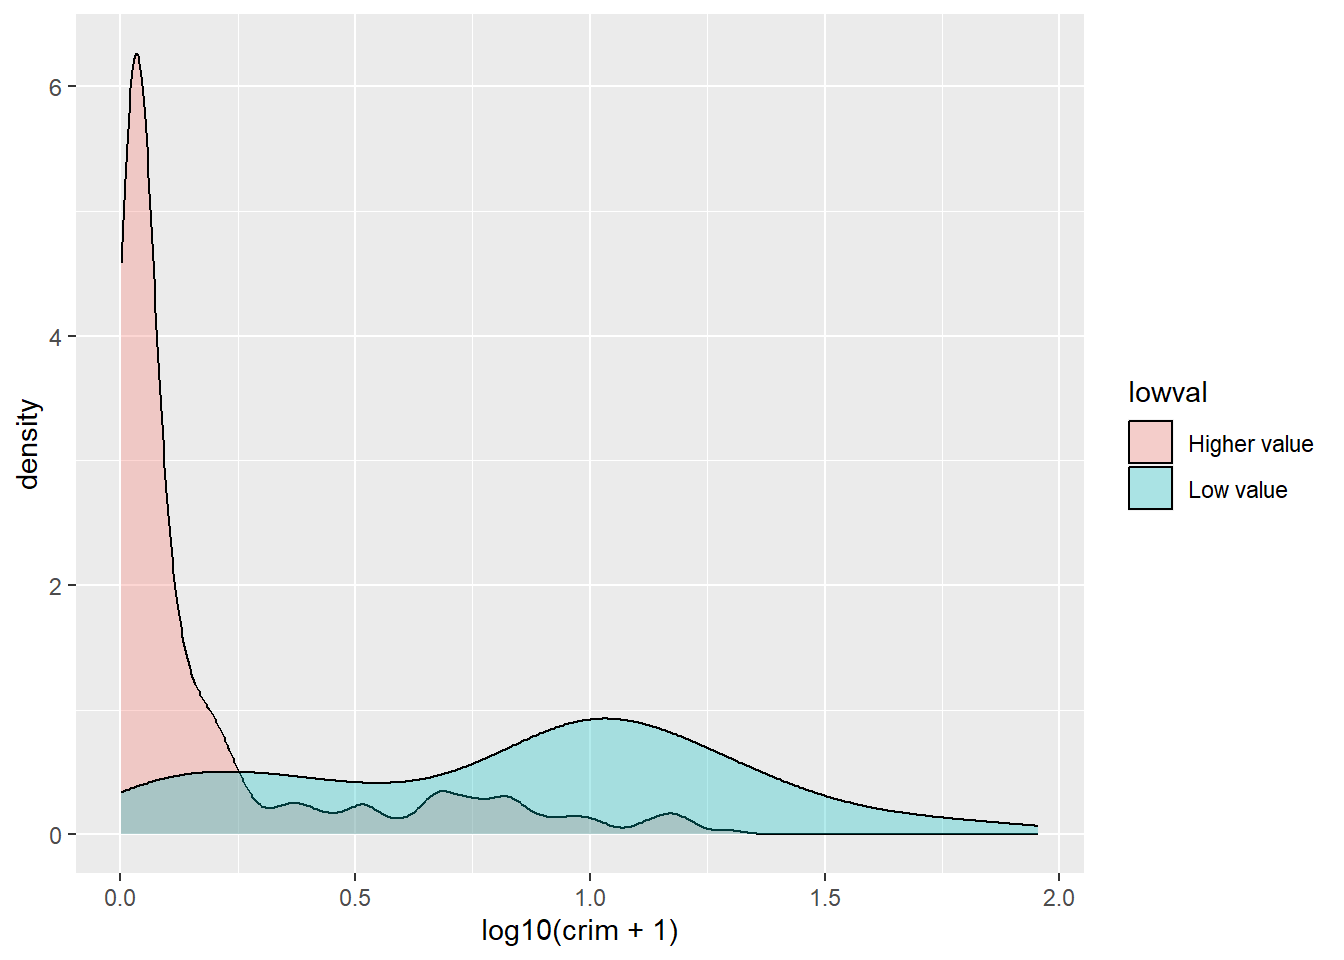 density
6
4
2
0
0.0 0.5 1.0 1.5 2.0
log10(crim + 1)
lowval
Higher value
Low value